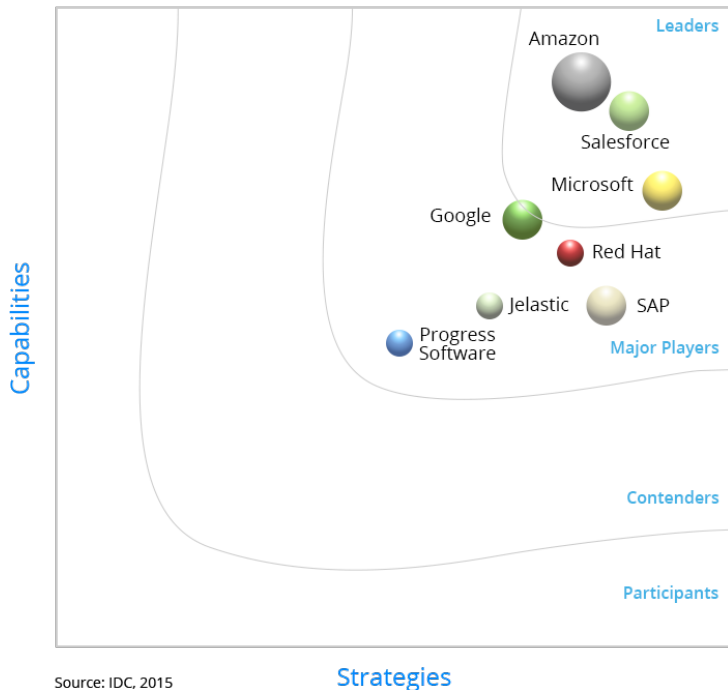 Leaders
Amazon
Salesforce
Microsoft
Google
Red Hat
Jelastic
SAP
Progress
Software
Major Players
Capabilities
Contenders
Participants
Source: IDC, 2015
Strategies